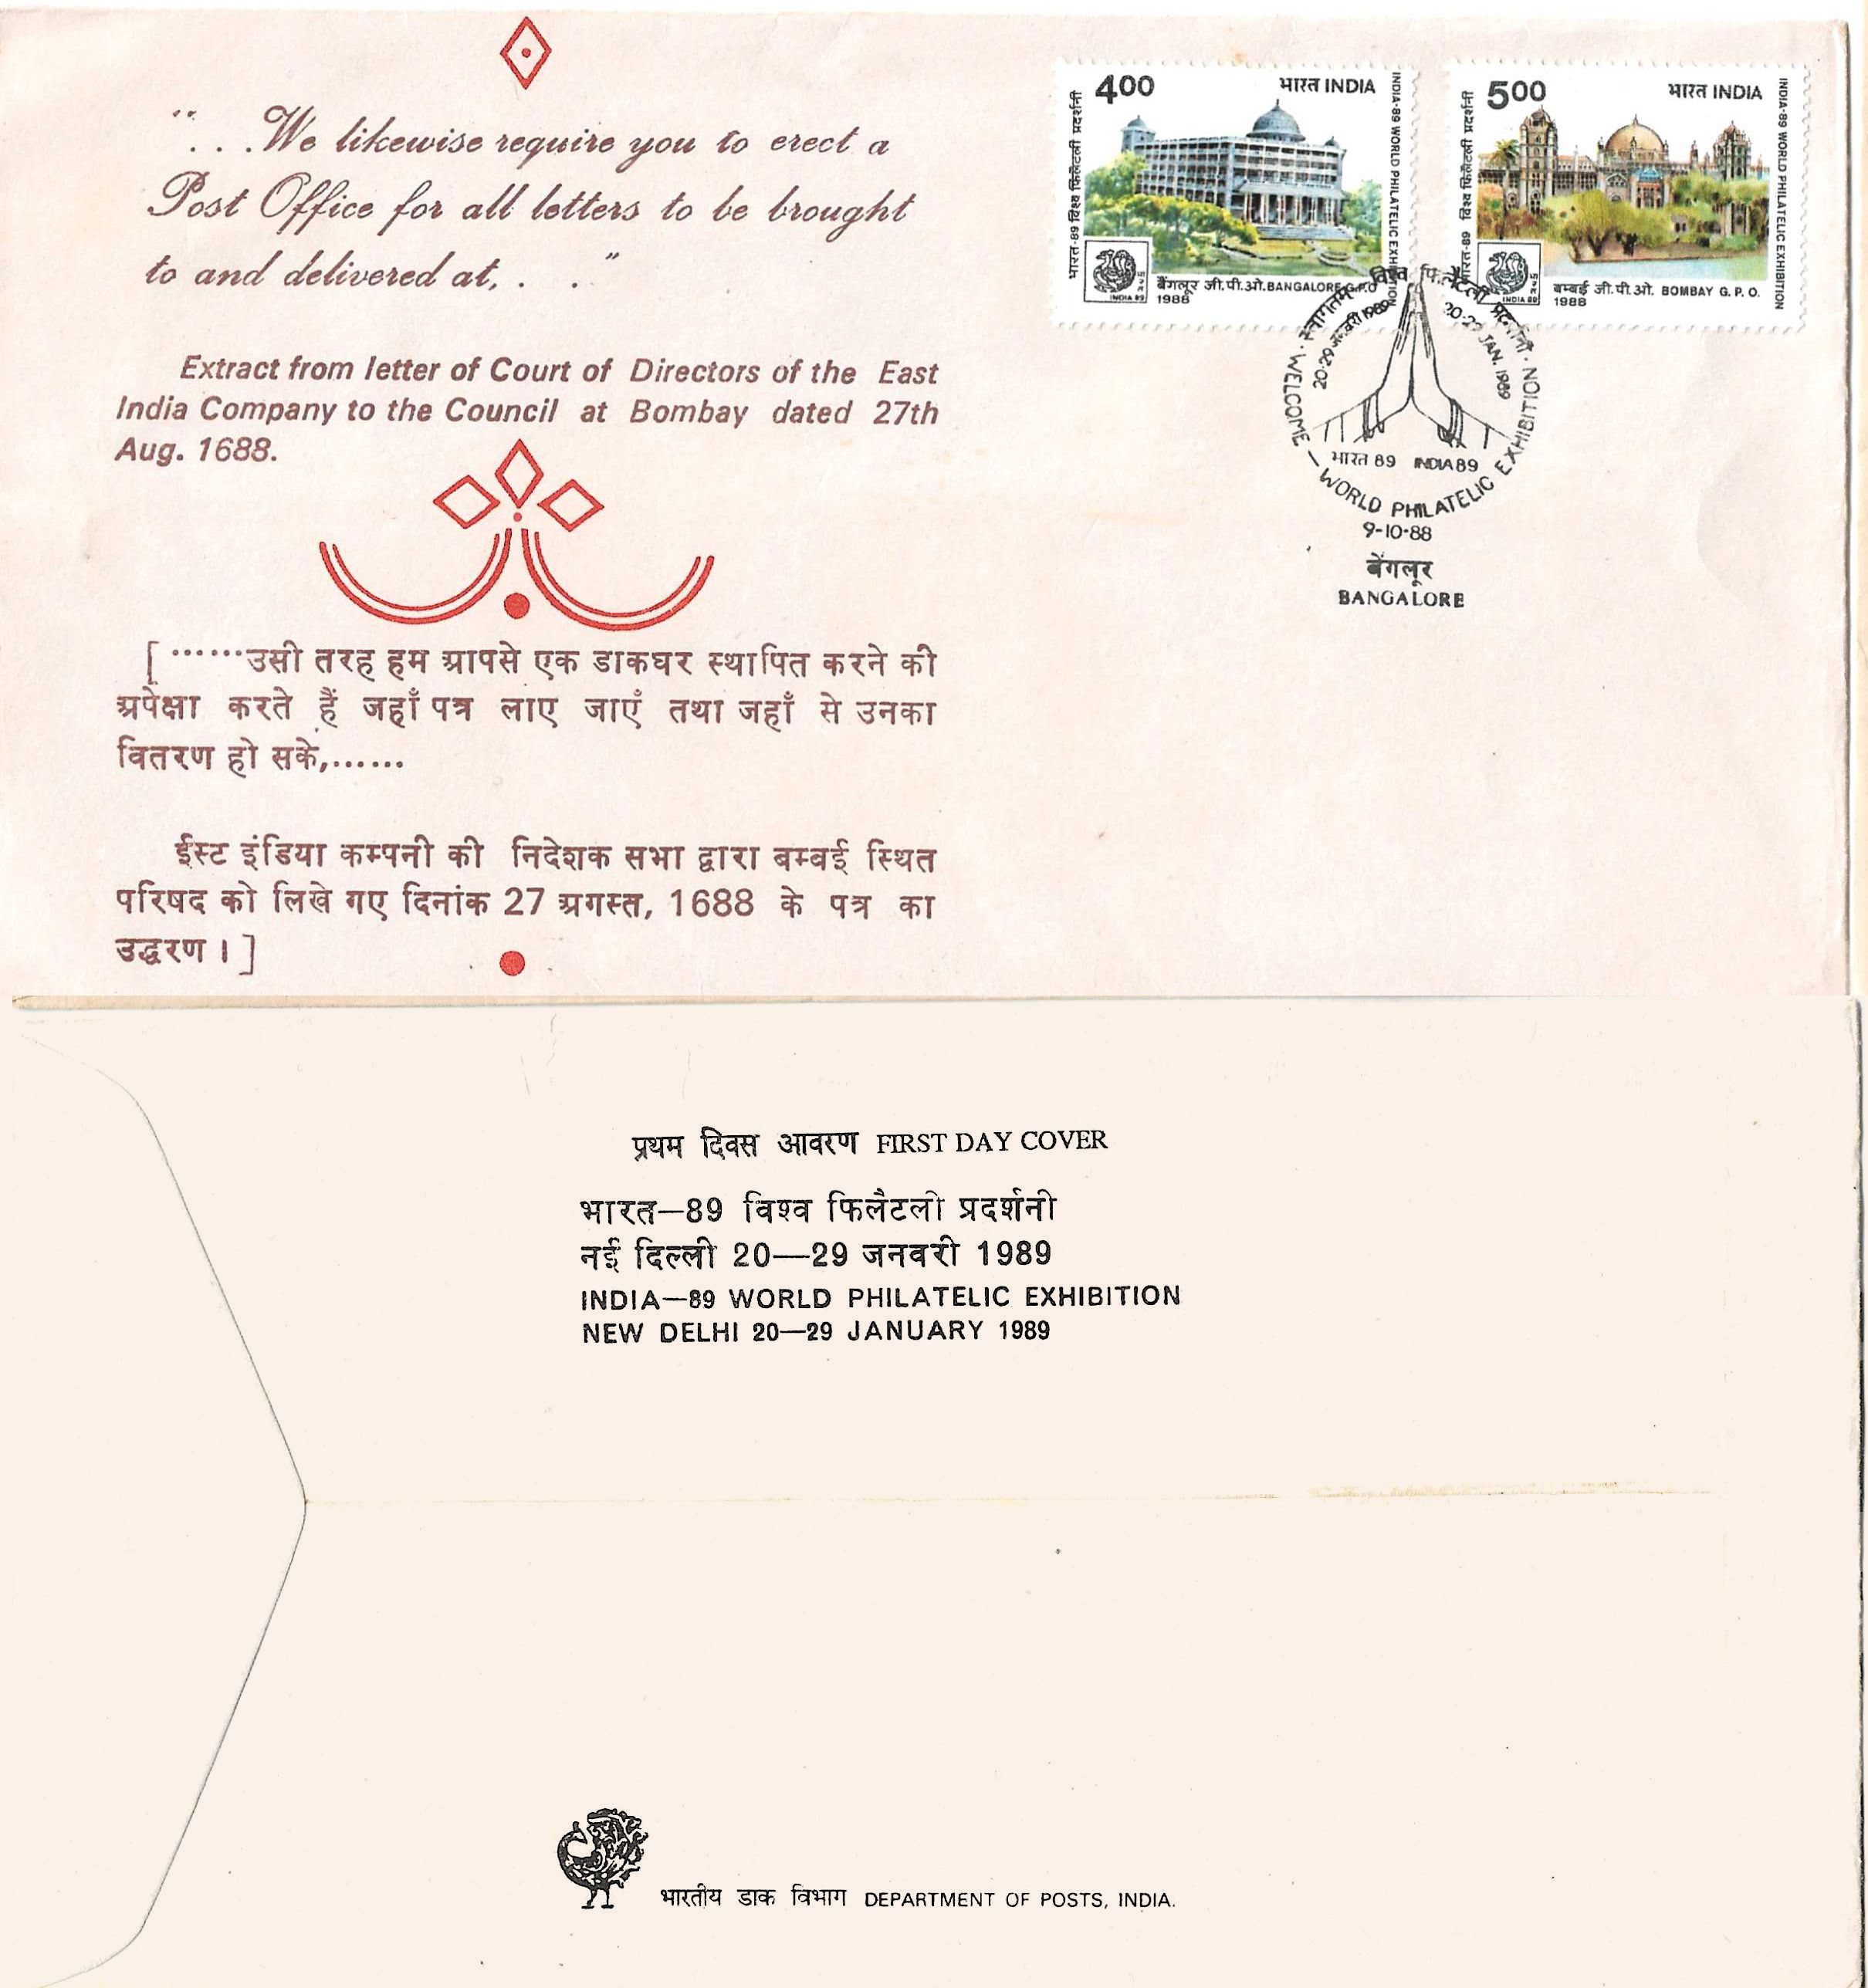 “. . .We likewise require you to erect a
Post Office for all letters to be brought
to and delivered at, . . ”
Extract from letter of Court of Directors of the East
India Company to the Council at Bombay dated 27th
Aug. 1688.
[ ······उसी तरह हम आपसे एक डाकघर स्थापित करने की
अपेक्षा करते हैं जहाँ पत्र लाए जाएँ तथा जहाँ से उनका
वितरण हो सके,......
ईस्ट इंडिया कम्पनी की निदेशक सभा द्वारा बम्बई स्थित
परिषद को लिखे गए दिनांक 27 अगस्त, 1688 के पत्र का
उद्धरण । ]
400 भारत INDIA
भारत-89 विश्व फिलैटली प्रदर्शनी
INDIA-89 WORLD PHILATELIC EXHIBITION
INDIA 89
बैंगलूर जी.पी.ओ. BANGALORE G.P.O
1988
500 भारत INDIA
भारत-89 विश्व फिलैटली प्रदर्शनी
INDIA-89 WORLD PHILATELIC EXHIBITION
INDIA 89
बम्बई जी.पी.ओ. BOMBAY G. P. O.
1988
स्वागतम् · विश्व फिलैटली प्रदर्शनी ·
20-29 जनवरी 1989
20-29 JAN. 1989
भारत 89 INDIA 89
WELCOME — WORLD PHILATELIC EXHIBITION
9-10-88
बेंगलूर
BANGALORE
प्रथम दिवस आवरण FIRST DAY COVER
भारत—89 विश्व फिलैटली प्रदर्शनी
नई दिल्ली 20—29 जनवरी 1989
INDIA—89 WORLD PHILATELIC EXHIBITION
NEW DELHI 20—29 JANUARY 1989
भारतीय डाक विभाग DEPARTMENT OF POSTS, INDIA.